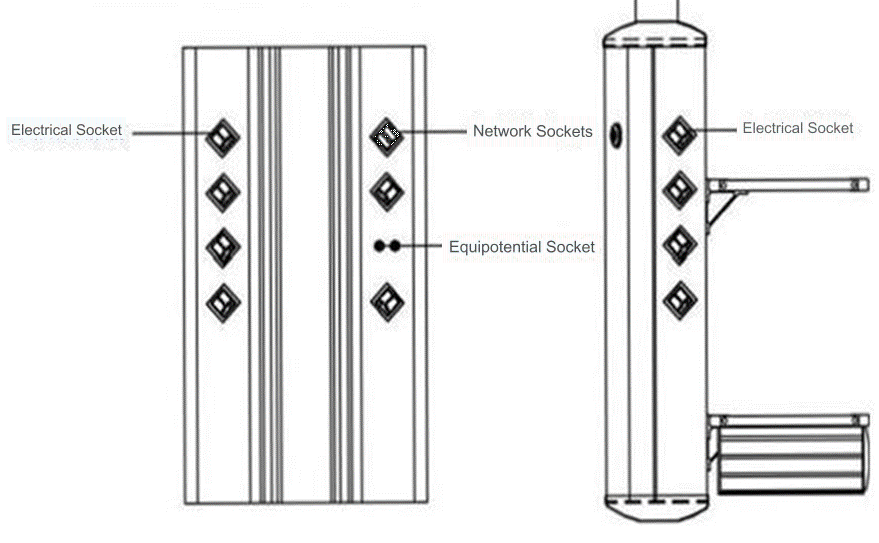 Electrical Socket
Network Sockets
Electrical Socket
Equipotential Socket